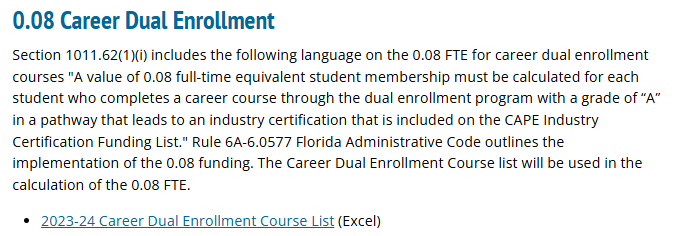 0.08 Career Dual Enrollment
Section 1011.62(1)(i) includes the following language on the 0.08 FTE for career dual enrollment
courses "A value of 0.08 full-time equivalent student membership must be calculated for each
student who completes a career course through the dual enrollment program with a grade of “A”
in a pathway that leads to an industry certification that is included on the CAPE Industry
Certification Funding List." Rule 6A-6.0577 Florida Administrative Code outlines the
implementation of the 0.08 funding. The Career Dual Enrollment Course list will be used in the
calculation of the 0.08 FTE.
• 2023-24 Career Dual Enrollment Course List (Excel)